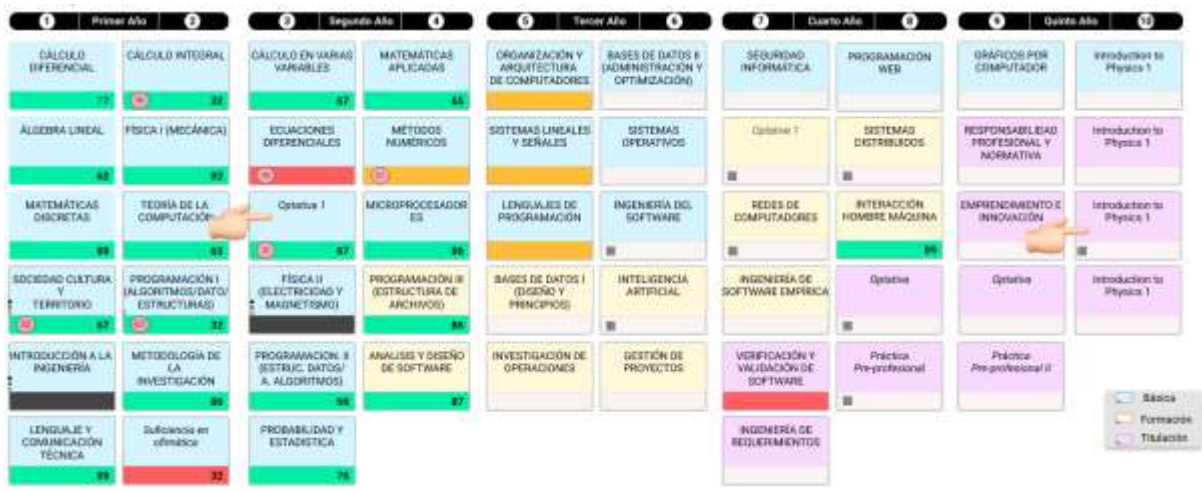 1 Primer Año 2
3 Segundo Año 4
5 Tercer Año 6
7 Cuarto Año 8
9 Quinto Año 10
CÁLCULO
DIFERENCIAL
77
CÁLCULO INTEGRAL
32
CÁLCULO EN VARIAS
VARIABLES
67
MATEMÁTICAS
APLICADAS
65
ORGANIZACIÓN Y
ARQUITECTURA
DE COMPUTADORES
BASES DE DATOS II
(ADMINISTRACIÓN Y
OPTIMIZACIÓN)
SEGURIDAD
INFORMÁTICA
PROGRAMACIÓN
WEB
GRÁFICOS POR
COMPUTADOR
Introduction to
Physics 1
ÁLGEBRA LINEAL
62
FÍSICA I (MECÁNICA)
92
ECUACIONES
DIFERENCIALES
MÉTODOS
NUMÉRICOS
SISTEMAS LINEALES
Y SEÑALES
SISTEMAS
OPERATIVOS
Optativa 1
SISTEMAS
DISTRIBUIDOS
RESPONSABILIDAD
PROFESIONAL Y
NORMATIVA
Introduction to
Physics 1
MATEMÁTICAS
DISCRETAS
TEORÍA DE LA
COMPUTACIÓN
63
Optativa 1
67
MICROPROCESADOR
ES
86
LENGUAJES DE
PROGRAMACIÓN
INGENIERÍA DEL
SOFTWARE
REDES DE
COMPUTADORES
INTERACCIÓN
HOMBRE MÁQUINA
EMPRENDIMIENTO E
INNOVACIÓN
Introduction to
Physics 1
SOCIEDAD CULTURA
Y
TERRITORIO
67
PROGRAMACIÓN I
(ALGORITMOS/DATO/
ESTRUCTURAS)
32
FÍSICA II
(ELECTRICIDAD Y
MAGNETISMO)
PROGRAMACIÓN III
(ESTRUCTURA DE
ARCHIVOS)
BASES DE DATOS I
(DISEÑO Y
PRINCIPIOS)
INTELIGENCIA
ARTIFICIAL
INGENIERÍA DE
SOFTWARE EMPÍRICA
Optativa
Optativa
Introduction to
Physics 1
INTRODUCCIÓN A LA
INGENIERÍA
METODOLOGÍA DE
LA
INVESTIGACIÓN
PROGRAMACION. II
(ESTRUC. DATOS/
A. ALGORITMOS)
ANALISIS Y DISEÑO
DE SOFTWARE
87
INVESTIGACIÓN DE
OPERACIONES
GESTIÓN DE
PROYECTOS
VERIFICACIÓN Y
VALIDACIÓN DE
SOFTWARE
Práctica
Pre-profesional
Práctica
Pre-profesional II
LENGUAJE Y
COMUNICACIÓN
TÉCNICA
89
Suficiencia en
ofimática
32
PROBABILIDAD Y
ESTADISTICA
76
INGENIERÍA DE
REQUERIMIENTOS
Básica
Formación
Titulación